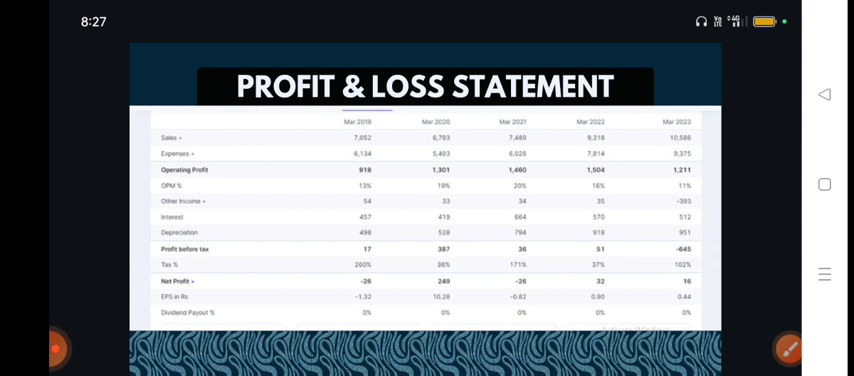 8:27
Vo LTE 4G
PROFIT & LOSS STATEMENT
Mar 2019 Mar 2020 Mar 2021 Mar 2022 Mar 2023
Sales + 7,052 6,793 7,489 9,318 10,586
Expenses + 6,134 5,493 6,028 7,814 9,375
Operating Profit 918 1,301 1,460 1,504 1,211
OPM % 13% 19% 20% 16% 11%
Other Income + 54 33 34 35 -393
Interest 457 419 664 570 512
Depreciation 498 528 794 918 951
Profit before tax 17 387 36 51 -645
Tax % 260% 36% 171% 37% 102%
Net Profit + -26 249 -26 32 16
EPS in Rs -1.32 10.28 -0.82 0.90 0.44
Dividend Payout % 0% 0% 0% 0% 0%
Activate Windows